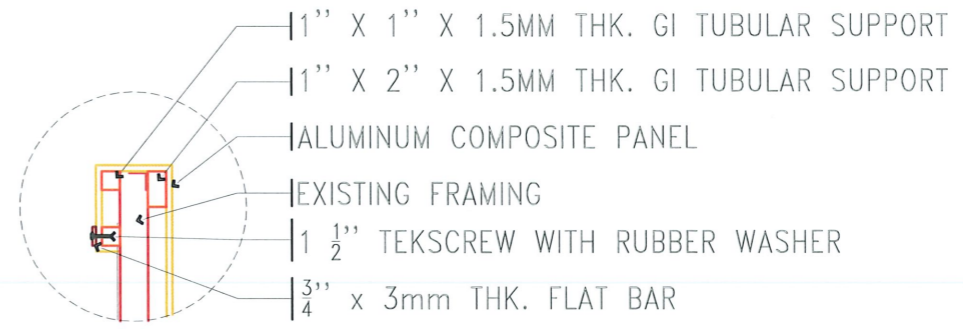 1’’ X 1’’ X 1.5MM THK. GI TUBULAR SUPPORT
1’’ X 2’’ X 1.5MM THK. GI TUBULAR SUPPORT
ALUMINUM COMPOSITE PANEL
EXISTING FRAMING
1 1/2’’ TEKSCREW WITH RUBBER WASHER
3/4’’ x 3mm THK. FLAT BAR